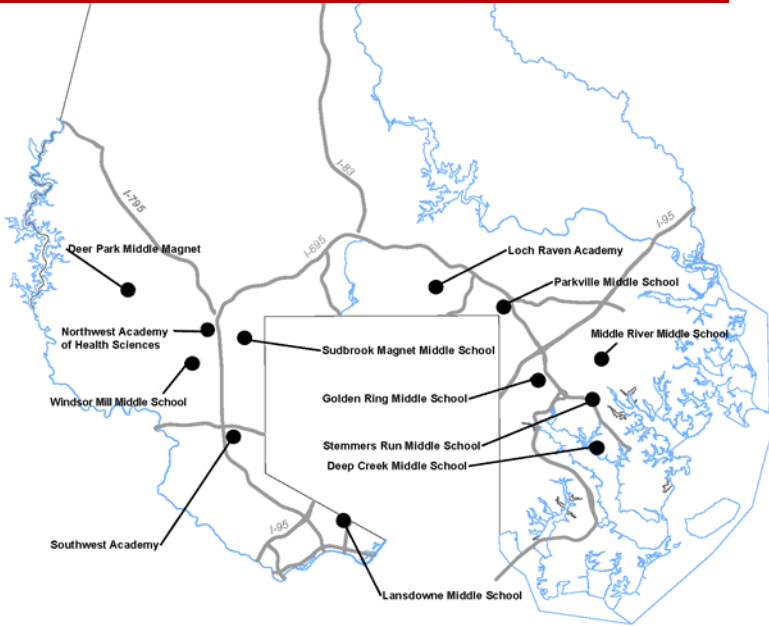 I-83
I-795
I-95
I-695
Deer Park Middle Magnet
Loch Raven Academy
Parkville Middle School
Northwest Academy
of Health Sciences
Middle River Middle School
Sudbrook Magnet Middle School
Windsor Mill Middle School
Golden Ring Middle School
Stemmers Run Middle School
Deep Creek Middle School
I-95
Southwest Academy
Lansdowne Middle School